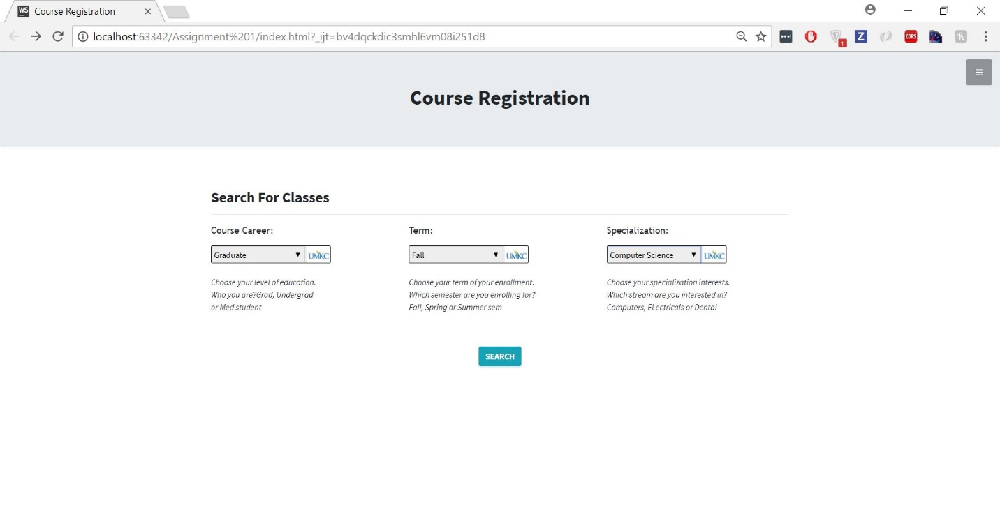 WS Course Registration
localhost:63342/Assignment%201/index.html?_ijt=bv4dqckdic3smhl6vm08i251d8
1
Z
CORS
Course Registration
Search For Classes
Course Career: Term: Specialization:
Graduate UMKC Fall UMKC Computer Science UMKC
Choose your level of education.
Who you are?Grad, Undergrad
or Med student
Choose your term of your enrollment.
Which semester are you enrolling for?
Fall, Spring or Summer sem
Choose your specialization interests.
Which stream are you interested in?
Computers, ELectricals or Dental
SEARCH